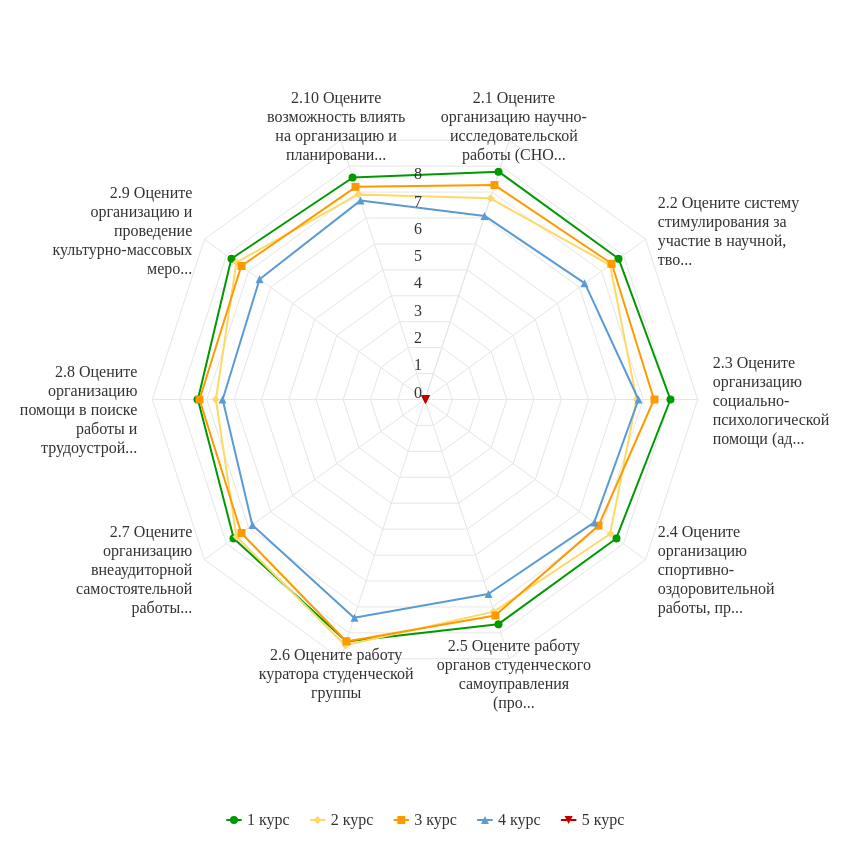 2.10 Оцените
возможность влиять
на организацию и
планировани...
2.1 Оцените
организацию научно-
исследовательской
работы (СНО...
2.9 Оцените
организацию и
проведение
культурно-массовых
меро...
2.2 Оцените систему
стимулирования за
участие в научной,
тво...
8
7
6
5
4
3
2
1
0
2.8 Оцените
организацию
помощи в поиске
работы и
трудоустрой...
2.3 Оцените
организацию
социально-
психологической
помощи (ад...
2.7 Оцените
организацию
внеаудиторной
самостоятельной
работы...
2.4 Оцените
организацию
спортивно-
оздоровительной
работы, пр...
2.6 Оцените работу
куратора студенческой
группы
2.5 Оцените работу
органов студенческого
самоуправления
(про...
1 курс
2 курс
3 курс
4 курс
5 курс